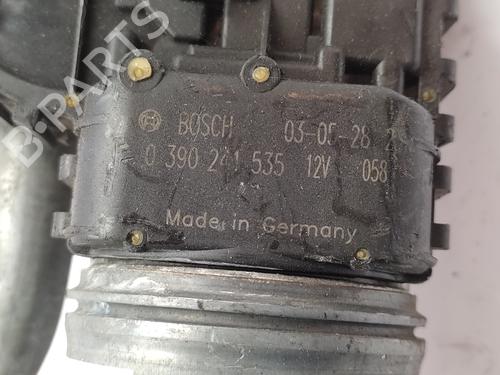 B-PARTS
BOSCH 03-05-28
0 390 241 535 12V 058
Made in Germany